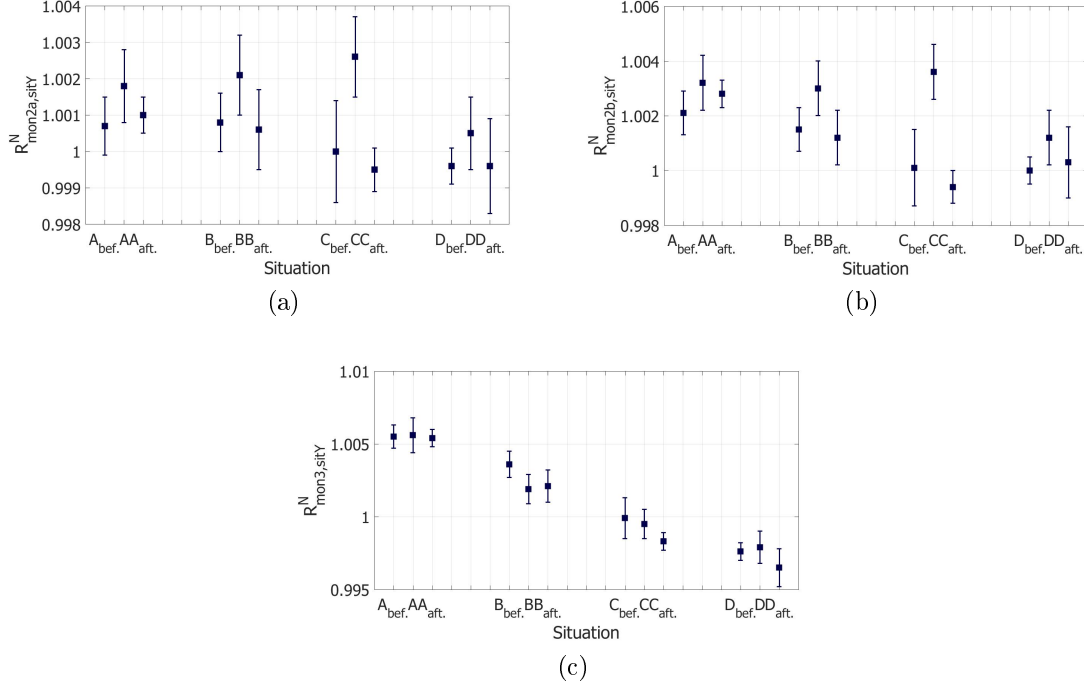 1.004
1.003
1.002
1.001
1
0.999
0.998
R^N_mon2a,sitY
A_bef. A A_aft. B_bef. B B_aft. C_bef. C C_aft. D_bef. D D_aft.
Situation
(a)
1.006
1.004
1.002
1
0.998
R^N_mon2b,sitY
A_bef. A A_aft. B_bef. B B_aft. C_bef. C C_aft. D_bef. D D_aft.
Situation
(b)
1.01
1.005
1
0.995
R^N_mon3,sitY
A_bef. A A_aft. B_bef. B B_aft. C_bef. C C_aft. D_bef. D D_aft.
Situation
(c)